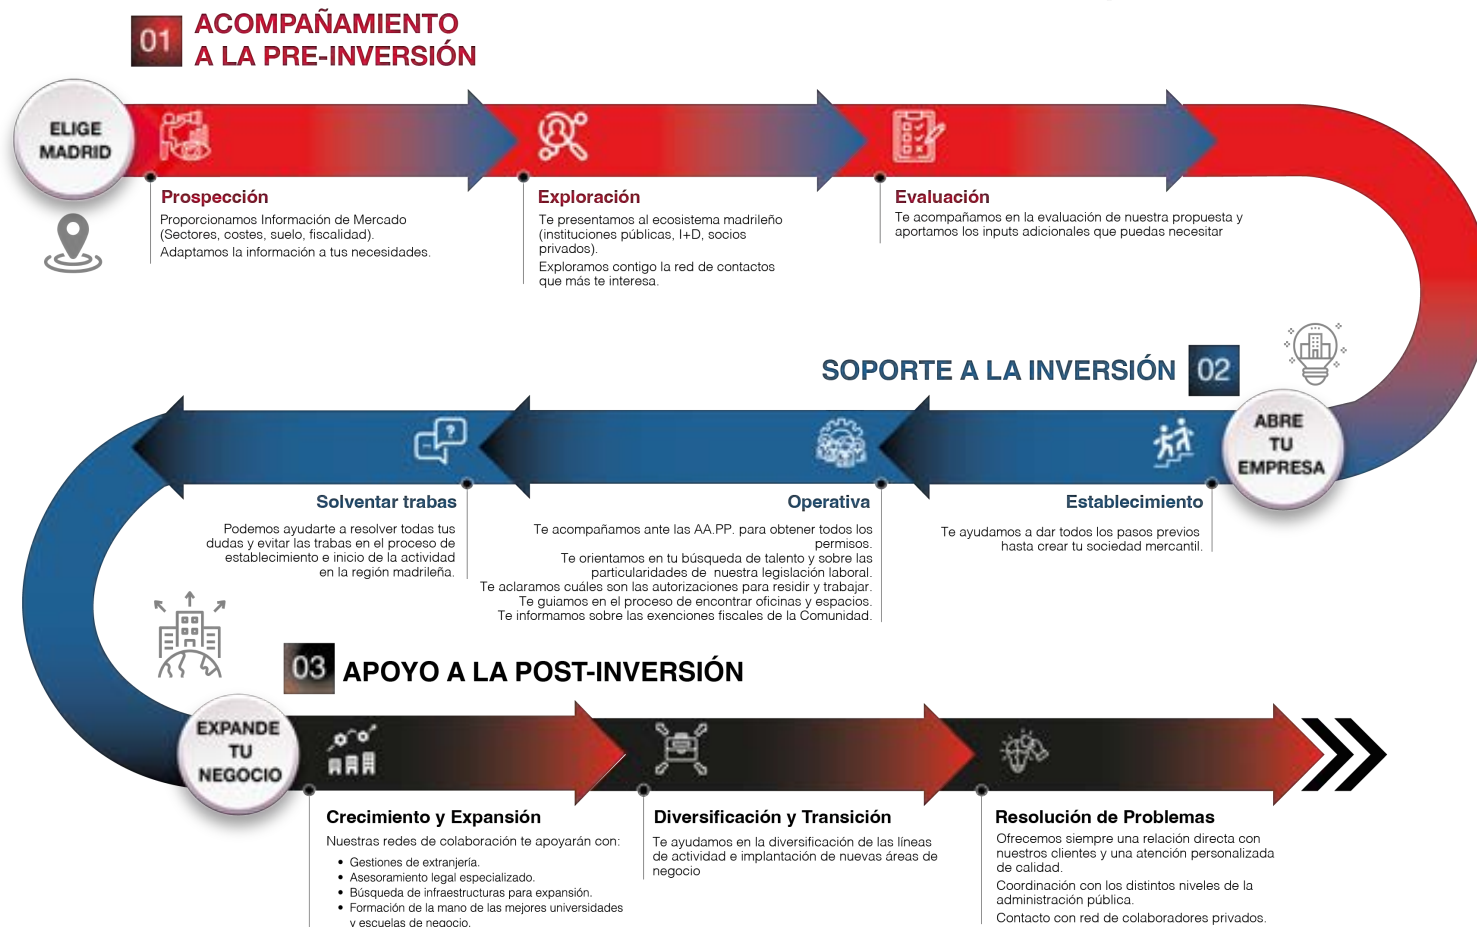 01
ACOMPAÑAMIENTO
A LA PRE-INVERSIÓN
ELIGE
MADRID
Prospección
Proporcionamos Información de Mercado
(Sectores, costes, suelo, fiscalidad).
Adaptamos la información a tus necesidades.
Exploración
Te presentamos al ecosistema madrileño
(instituciones públicas, I+D, socios
privados).
Exploramos contigo la red de contactos
que más te interesa.
Evaluación
Te acompañamos en la evaluación de nuestra propuesta y
aportamos los inputs adicionales que puedas necesitar
SOPORTE A LA INVERSIÓN
02
ABRE
TU
EMPRESA
Establecimiento
Te ayudamos a dar todos los pasos previos
hasta crear tu sociedad mercantil.
Operativa
Te acompañamos ante las AA.PP. para obtener todos los
permisos.
Te orientamos en tu búsqueda de talento y sobre las
particularidades de nuestra legislación laboral.
Te aclaramos cuáles son las autorizaciones para residir y trabajar.
Te guiamos en el proceso de encontrar oficinas y espacios.
Te informamos sobre las exenciones fiscales de la Comunidad.
Solventar trabas
Podemos ayudarte a resolver todas tus
dudas y evitar las trabas en el proceso de
establecimiento e inicio de la actividad
en la región madrileña.
03
APOYO A LA POST-INVERSIÓN
EXPANDE
TU
NEGOCIO
Crecimiento y Expansión
Nuestras redes de colaboración te apoyarán con:
• Gestiones de extranjería.
• Asesoramiento legal especializado.
• Búsqueda de infraestructuras para expansión.
• Formación de la mano de las mejores universidades
y escuelas de negocio.
Diversificación y Transición
Te ayudamos en la diversificación de las líneas
de actividad e implantación de nuevas áreas de
negocio
Resolución de Problemas
Ofrecemos siempre una relación directa con
nuestros clientes y una atención personalizada
de calidad.
Coordinación con los distintos niveles de la
administración pública.
Contacto con red de colaboradores privados.